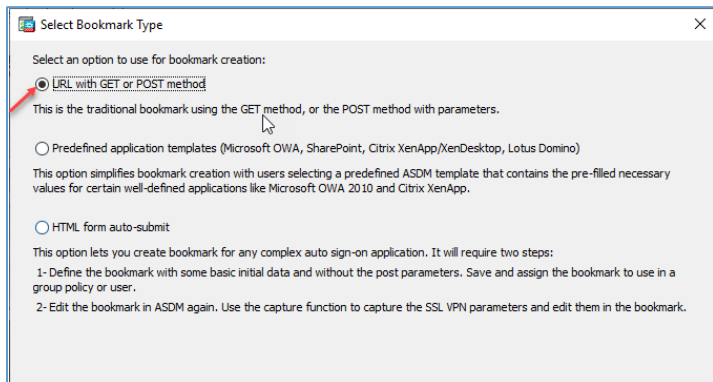 Select Bookmark Type
Select an option to use for bookmark creation:
URL with GET or POST method
This is the traditional bookmark using the GET method, or the POST method with parameters.
Predefined application templates (Microsoft OWA, SharePoint, Citrix XenApp/XenDesktop, Lotus Domino)
This option simplifies bookmark creation with users selecting a predefined ASDM template that contains the pre-filled necessary
values for certain well-defined applications like Microsoft OWA 2010 and Citrix XenApp.
HTML form auto-submit
This option lets you create bookmark for any complex auto sign-on application. It will require two steps:
1- Define the bookmark with some basic initial data and without the post parameters. Save and assign the bookmark to use in a
group policy or user.
2- Edit the bookmark in ASDM again. Use the capture function to capture the SSL VPN parameters and edit them in the bookmark.